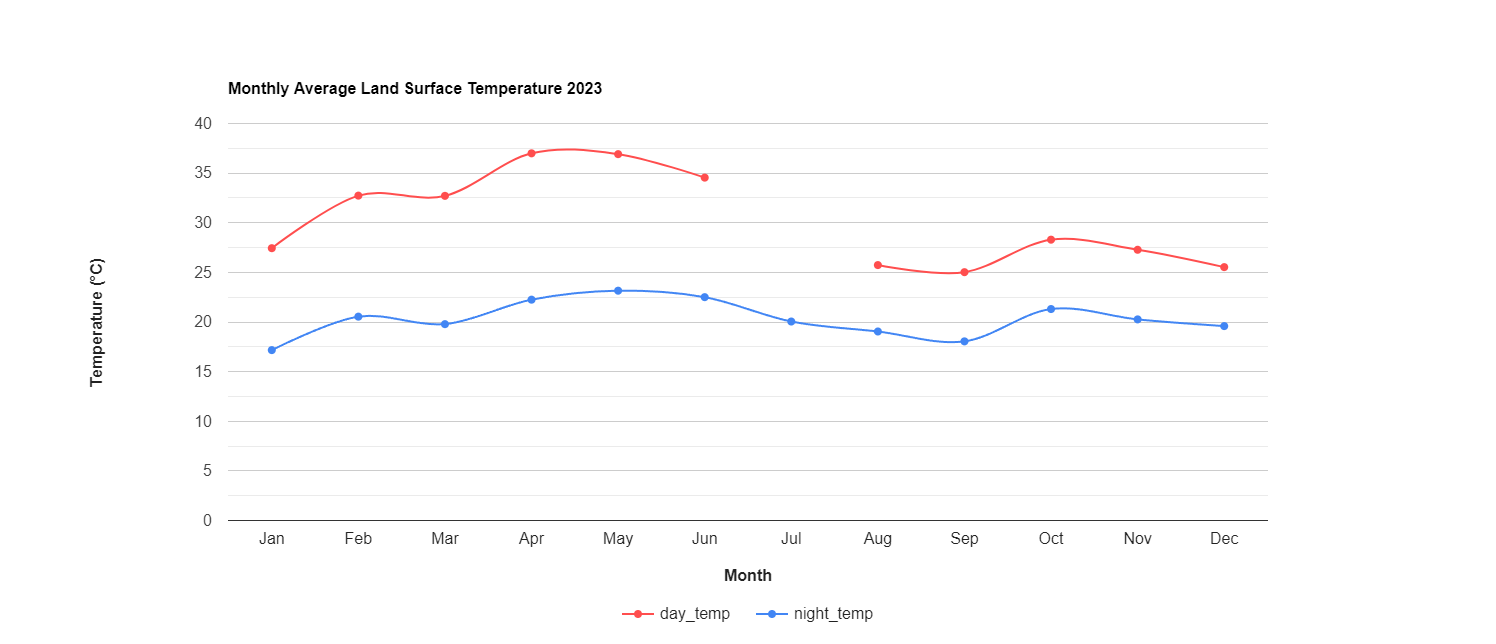 Monthly Average Land Surface Temperature 2023
40
35
30
25
20
15
10
5
0
Temperature (°C)
Jan Feb Mar Apr May Jun Jul Aug Sep Oct Nov Dec
Month
day_temp night_temp